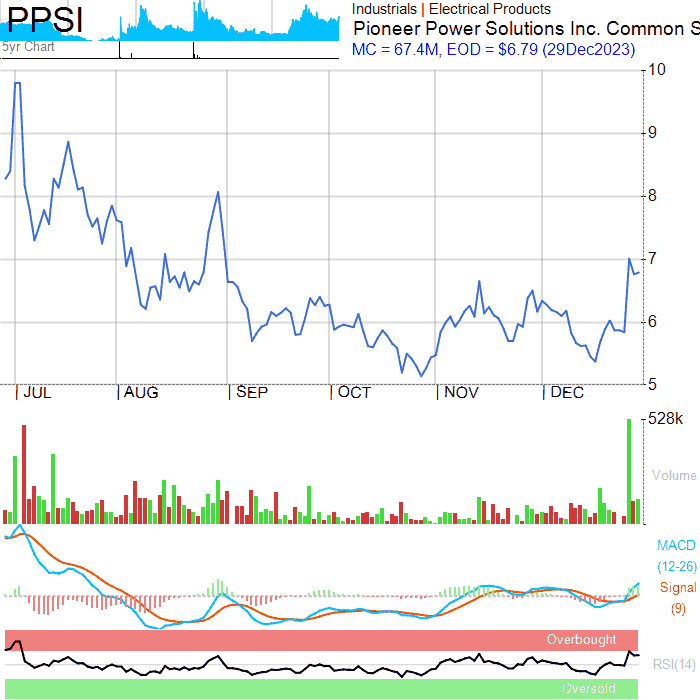 PPSI
5yr Chart
Industrials | Electrical Products
Pioneer Power Solutions Inc. Common S
MC = 67.4M, EOD = $6.79 (29Dec2023)
10
9
8
7
6
5
JUL AUG SEP OCT NOV DEC
528k
Volume
MACD
(12-26)
Signal
(9)
Overbought
RSI(14)
Oversold